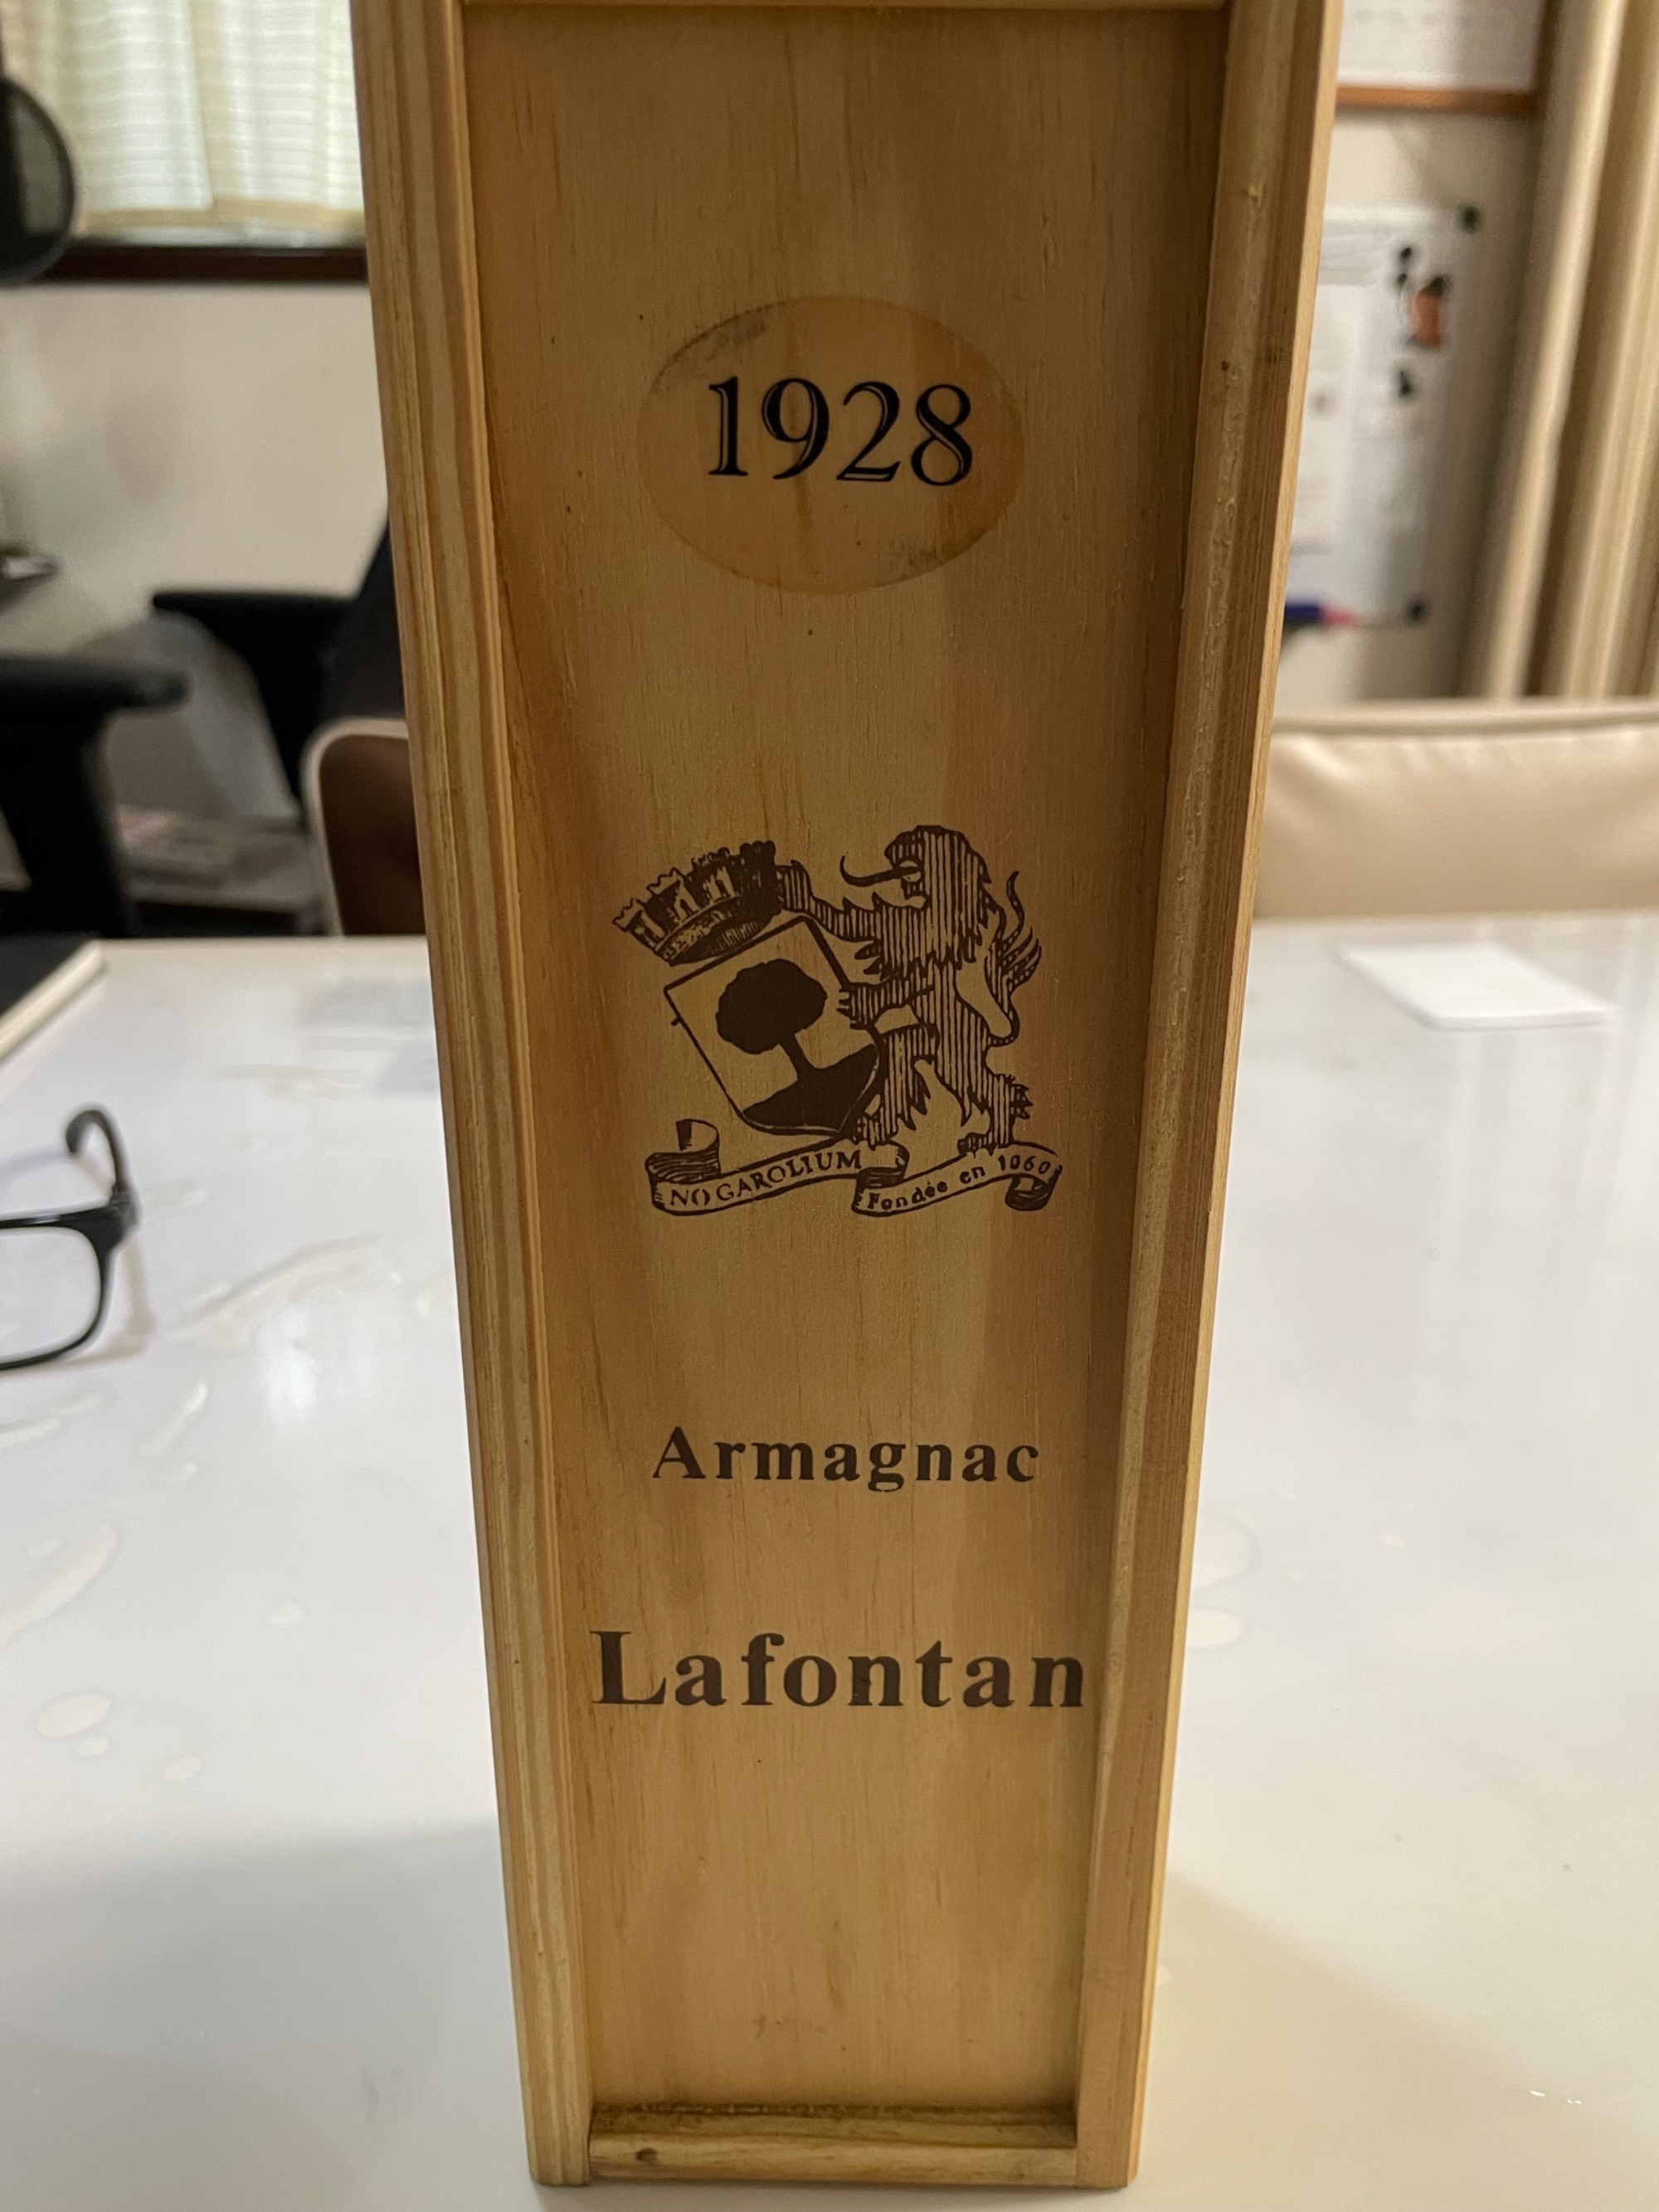 1928
NOGAROLIUM
Fondée en 1060
Armagnac
Lafontan